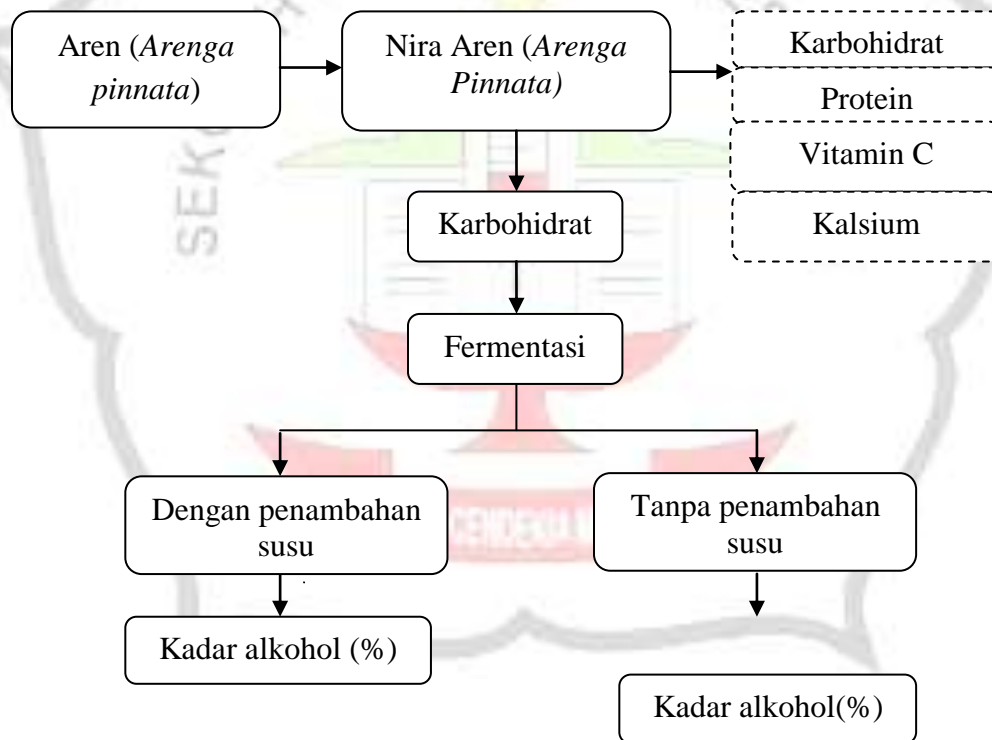 Aren (Arenga
pinnata)
Nira Aren (Arenga
Pinnata)
Karbohidrat
Protein
Vitamin C
Kalsium
Karbohidrat
Fermentasi
Dengan penambahan
susu
Tanpa penambahan
susu
Kadar alkohol (%)
Kadar alkohol(%)